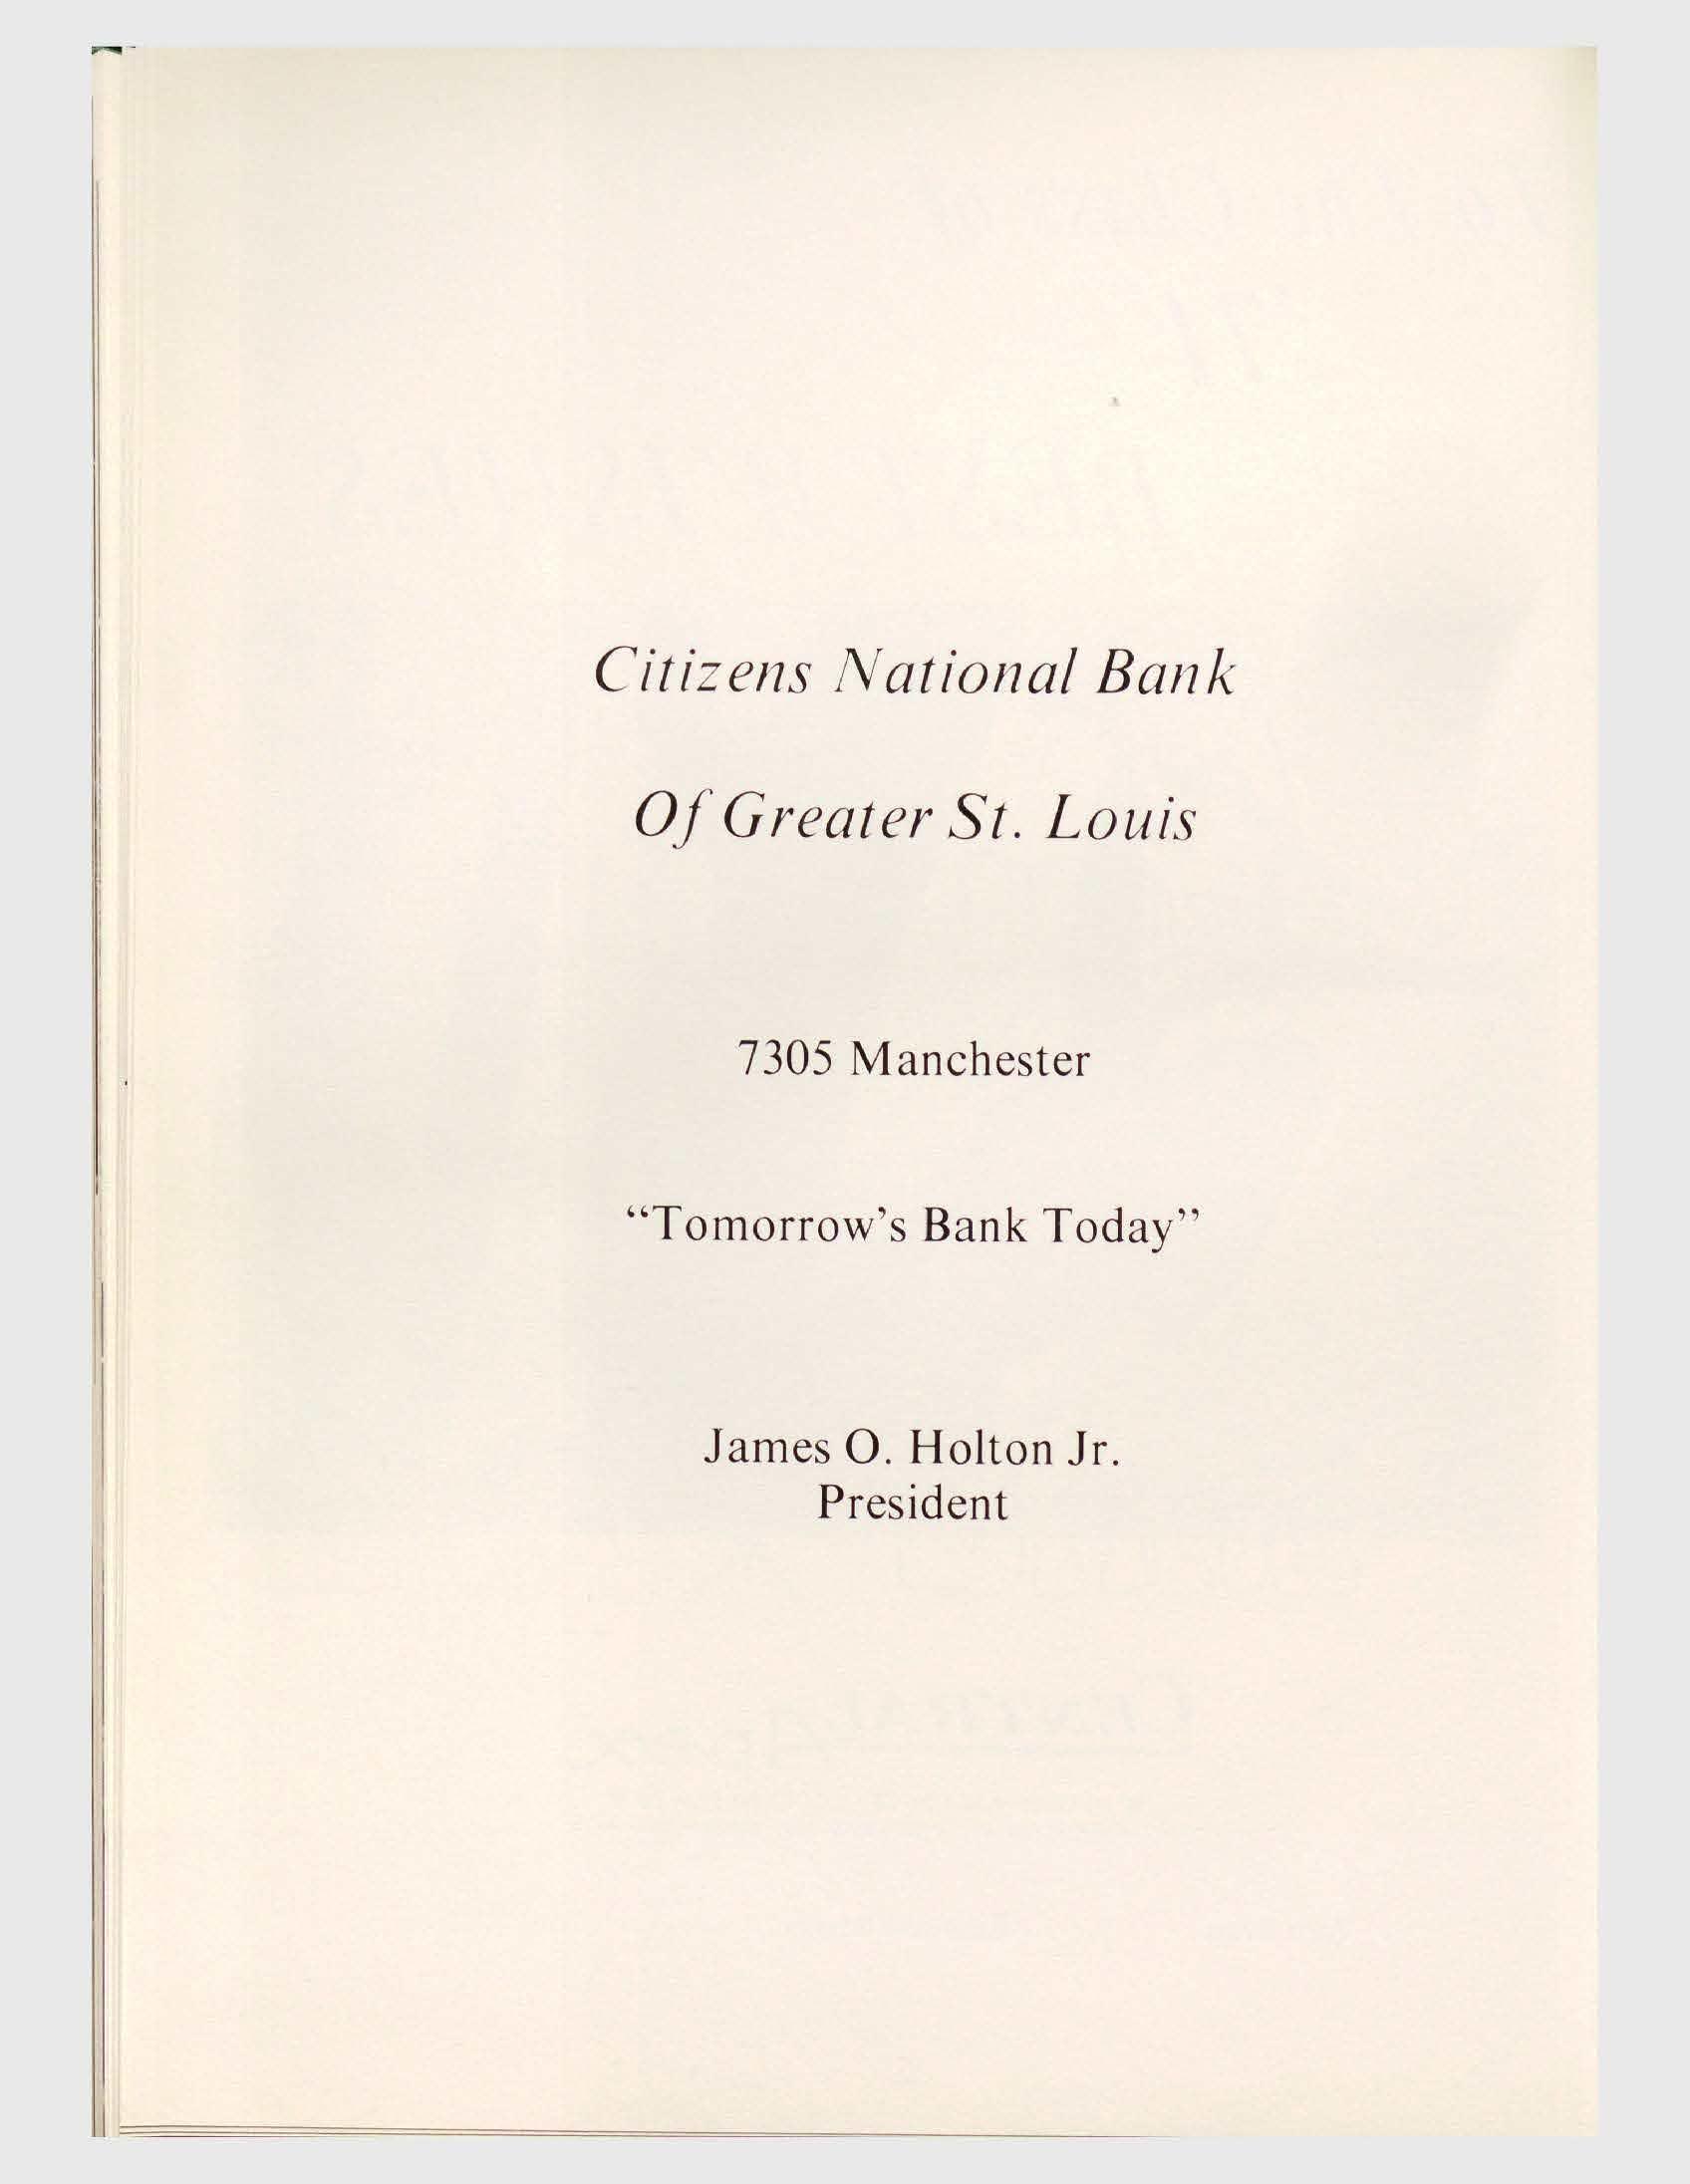 Citizens National Bank
Of Greater St. Louis
7305 Manchester
“Tomorrow’s Bank Today”
James O. Holton Jr.
President